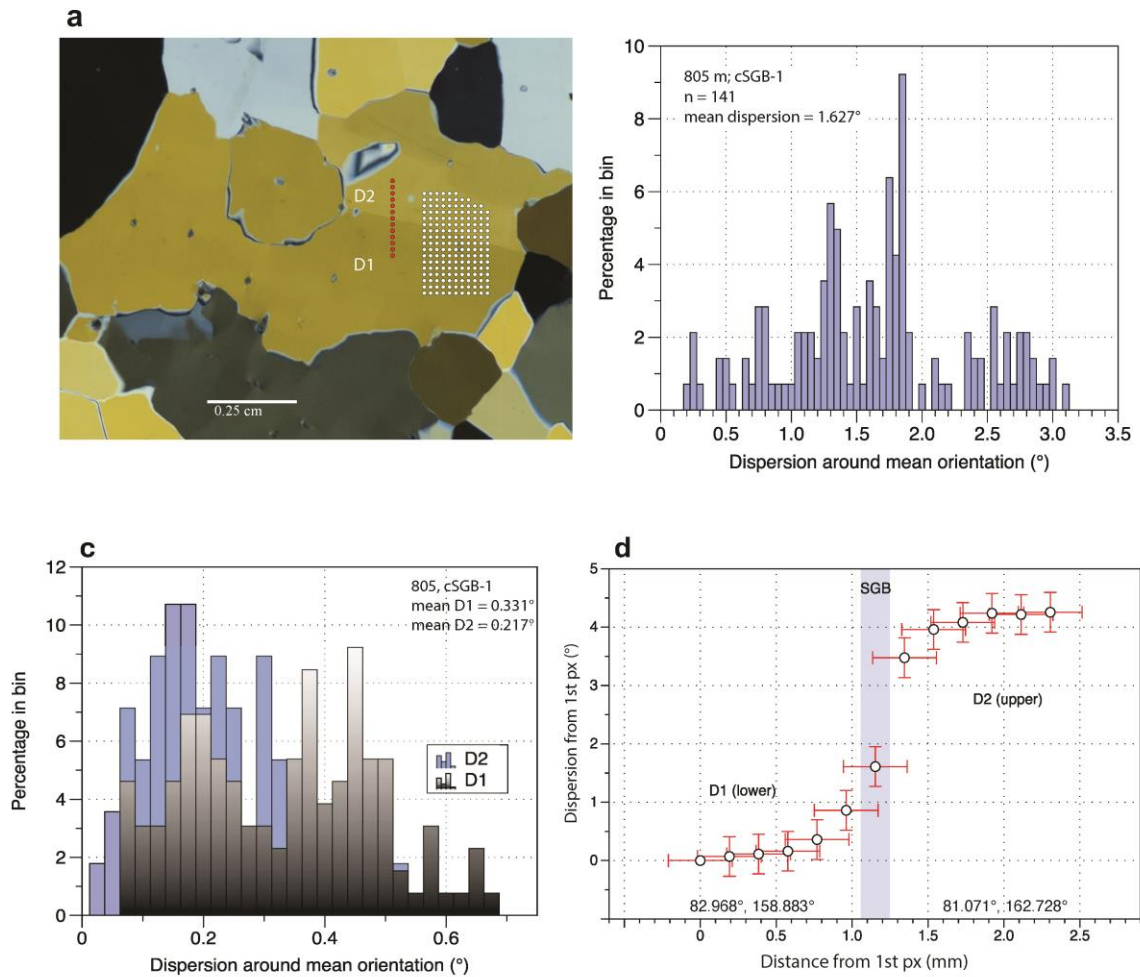 a
D2
D1
0.25 cm
10
8
6
4
2
0
Percentage in bin
805 m; cSGB-1
n = 141
mean dispersion = 1.627°
0 0.5 1.0 1.5 2.0 2.5 3.0 3.5
Dispersion around mean orientation (°)
c
12
10
8
6
4
2
0
Percentage in bin
805, cSGB-1
mean D1 = 0.331°
mean D2 = 0.217°
D2
D1
0 0.2 0.4 0.6
Dispersion around mean orientation (°)
d
5
4
3
2
1
0
Dispersion from 1st px (°)
SGB
D2 (upper)
D1 (lower)
82.968°, 158.883° 81.071°, 162.728°
0 0.5 1.0 1.5 2.0 2.5
Distance from 1st px (mm)